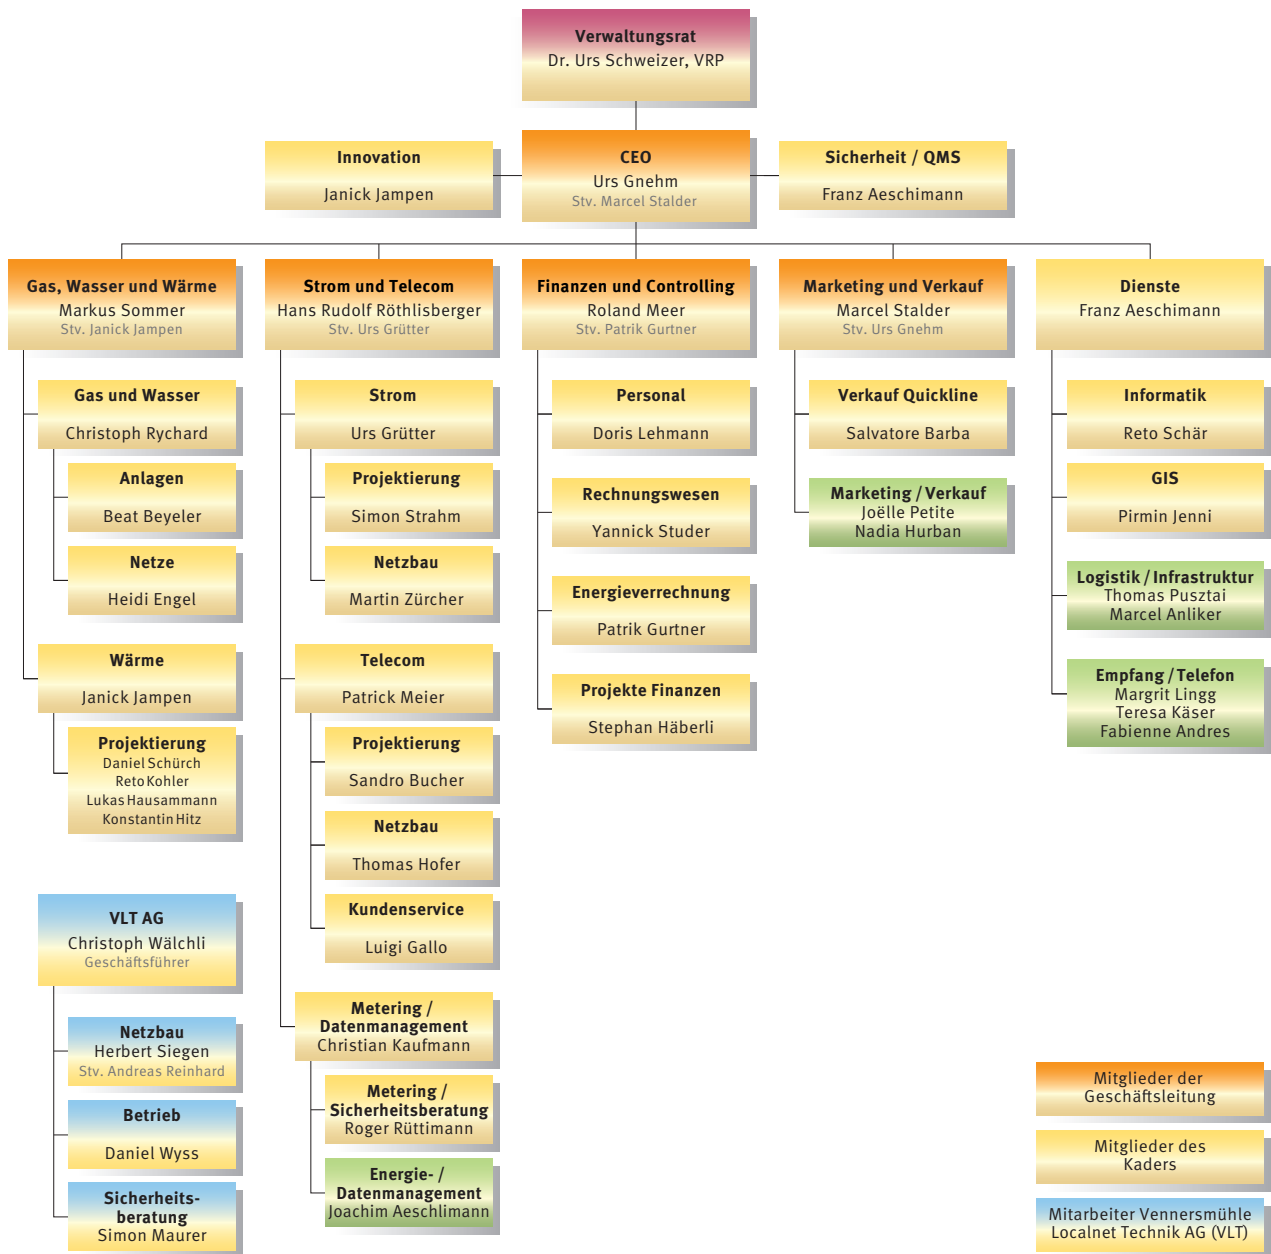 Verwaltungsrat
Dr. Urs Schweizer, VRP
Innovation
Janick Jampen
CEO
Urs Gnehm
Stv. Marcel Stalder
Sicherheit / QMS
Franz Aeschimann
Gas, Wasser und Wärme
Markus Sommer
Stv. Janick Jampen
Strom und Telecom
Hans Rudolf Röthlisberger
Stv. Urs Grütter
Finanzen und Controlling
Roland Meer
Stv. Patrik Gurtner
Marketing und Verkauf
Marcel Stalder
Stv. Urs Gnehm
Dienste
Franz Aeschimann
Gas und Wasser
Christoph Rychard
Anlagen
Beat Beyeler
Netze
Heidi Engel
Wärme
Janick Jampen
Projektierung
Daniel Schürch
Reto Kohler
Lukas Hausammann
Konstantin Hitz
VLT AG
Christoph Wälchli
Geschäftsführer
Netzbau
Herbert Siegen
Stv. Andreas Reinhard
Betrieb
Daniel Wyss
Sicherheits-
beratung
Simon Maurer
Strom
Urs Grütter
Projektierung
Simon Strahm
Netzbau
Martin Zürcher
Telecom
Patrick Meier
Projektierung
Sandro Bucher
Netzbau
Thomas Hofer
Kundenservice
Luigi Gallo
Metering /
Datenmanagement
Christian Kaufmann
Metering /
Sicherheitsberatung
Roger Rüttimann
Energie- /
Datenmanagement
Joachim Aeschlimann
Personal
Doris Lehmann
Rechnungswesen
Yannick Studer
Energieverrechnung
Patrik Gurtner
Projekte Finanzen
Stephan Häberli
Verkauf Quickline
Salvatore Barba
Marketing / Verkauf
Joëlle Petite
Nadia Hurban
Informatik
Reto Schär
GIS
Pirmin Jenni
Logistik / Infrastruktur
Thomas Pusztai
Marcel Anliker
Empfang / Telefon
Margrit Lingg
Teresa Käser
Fabienne Andres
Mitglieder der
Geschäftsleitung
Mitglieder des
Kaders
Mitarbeiter Vennersmühle
Localnet Technik AG (VLT)